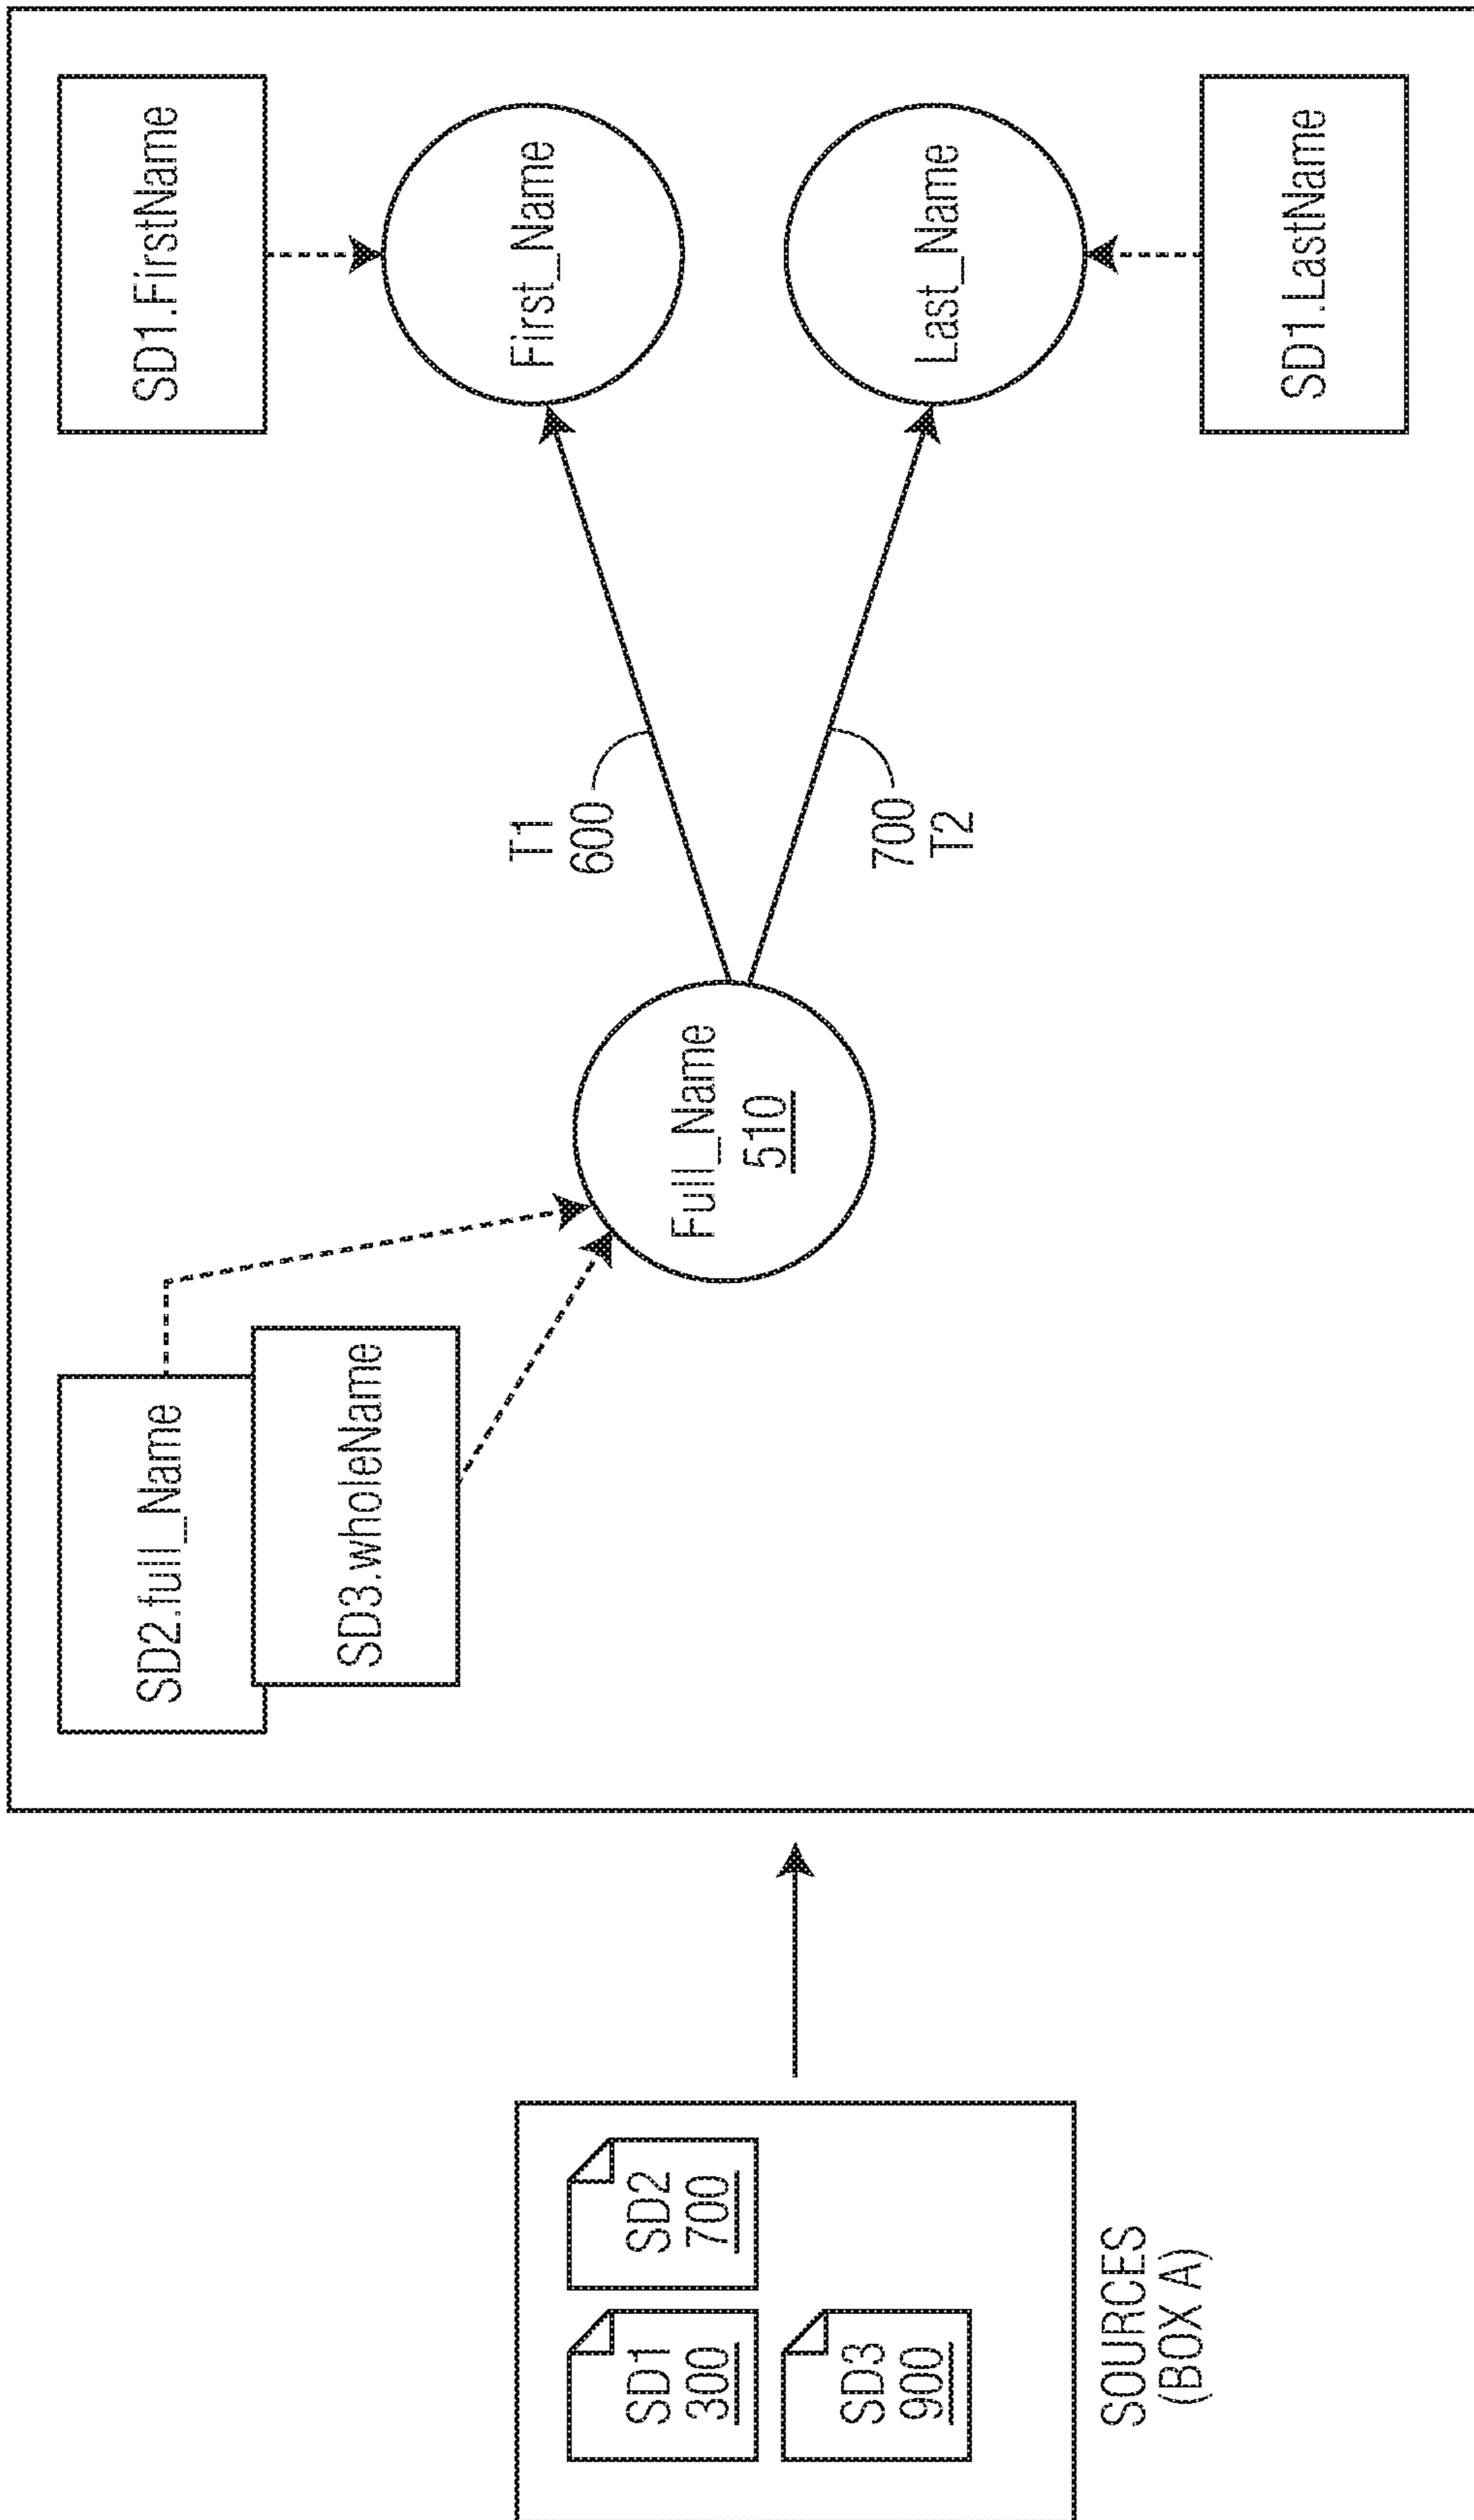 SD1
300
SD2
700
SD3
900
SOURCES
(BOX A)
SD2.full_Name
SD3.wholeName
Full_Name
510
T1
600
700
T2
SD1.FirstName
First_Name
Last_Name
SD1.LastName